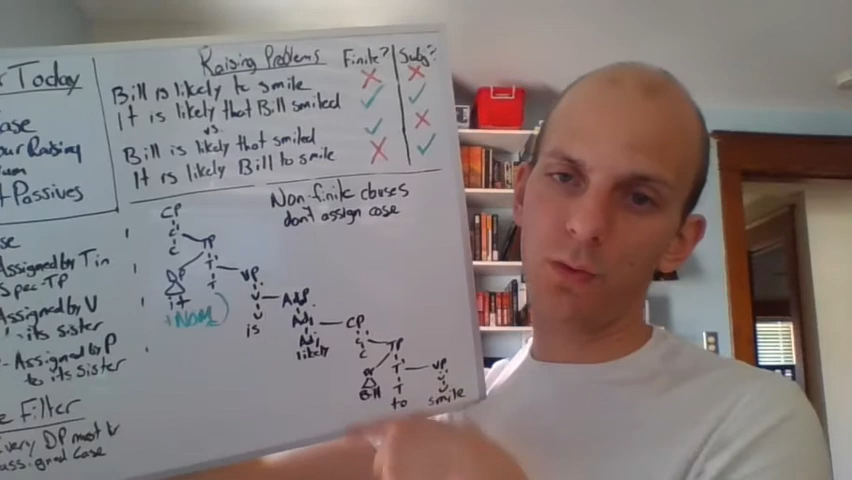 Today
ase
our Raising
um
Passives
Raising Problems
Finite? Subj?
Bill is likely to smile
It is likely that Bill smiled
vs.
Bill is likely that smiled
It is likely Bill to smile
Non-finite clauses
don't assign case
se
Assigned by T in
Spec-TP
Assigned by V
its sister
- Assigned by P
to its sister
e Filter
Every DP must b
assigned Case
CP
C'
C
TP
DP
T'
it
T
+Nom
VP
V'
V
is
AdjP
Adj'
Adj
likely
CP
C'
C
TP
DP
T'
Bill
T
to
VP
V'
V
smile